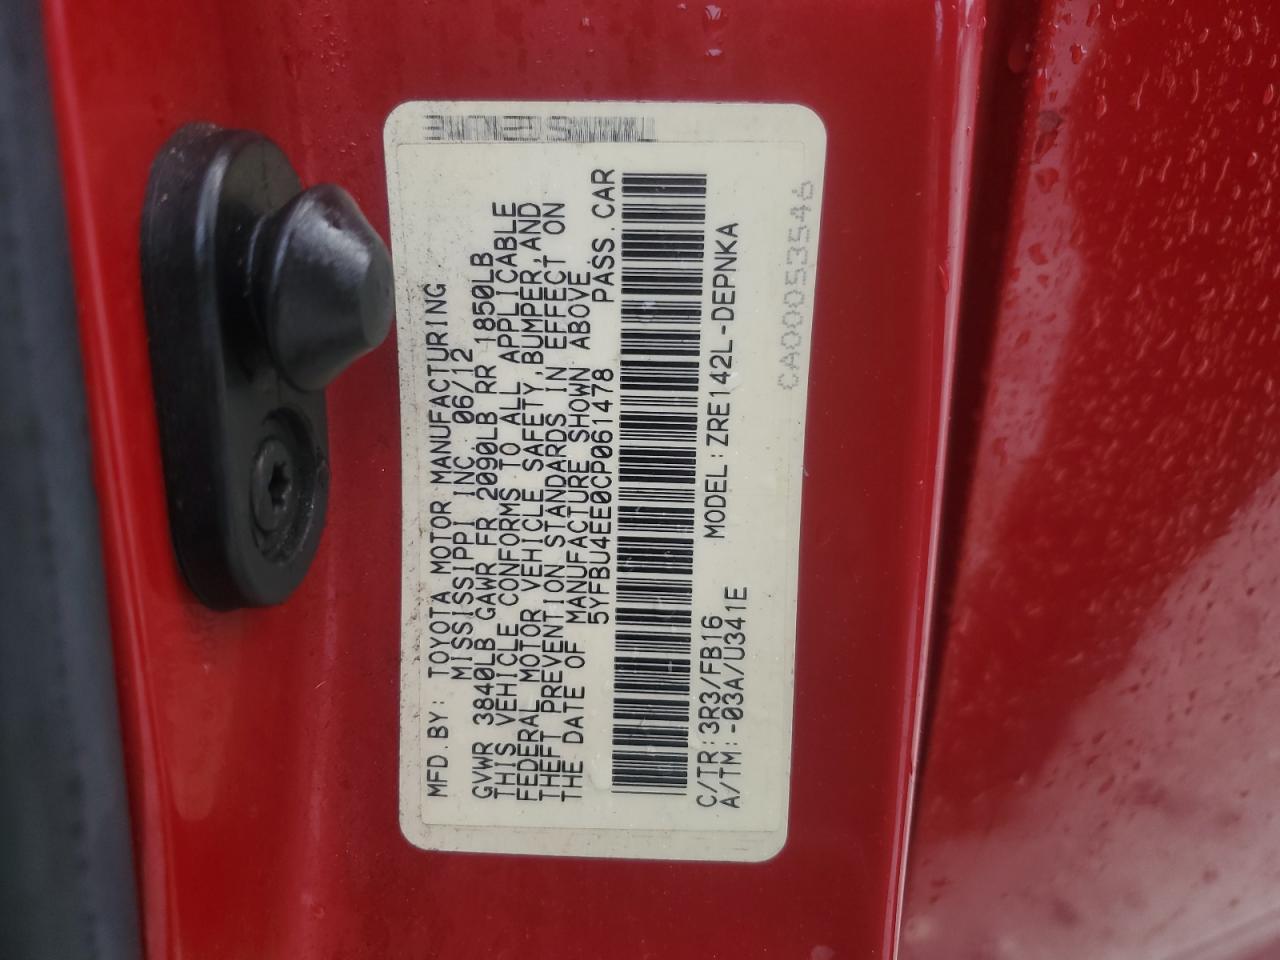 MFD.BY: TOYOTA MOTOR MANUFACTURING
MISSISSIPPI INC. 06/12
GVWR 3840LB GAWR FR 2090LB RR 1850LB
THIS VEHICLE CONFORMS TO ALL APPLICABLE
FEDERAL MOTOR VEHICLE SAFETY,BUMPER,AND
THEFT PREVENTION STANDARDS IN EFFECT ON
THE DATE OF MANUFACTURE SHOWN ABOVE.
5YFBU4EE0CP061478 PASS.CAR
C/TR:3R3/FB16 MODEL:ZRE142L-DEPNKA
A/TM:-03A/U341E
CA00053546